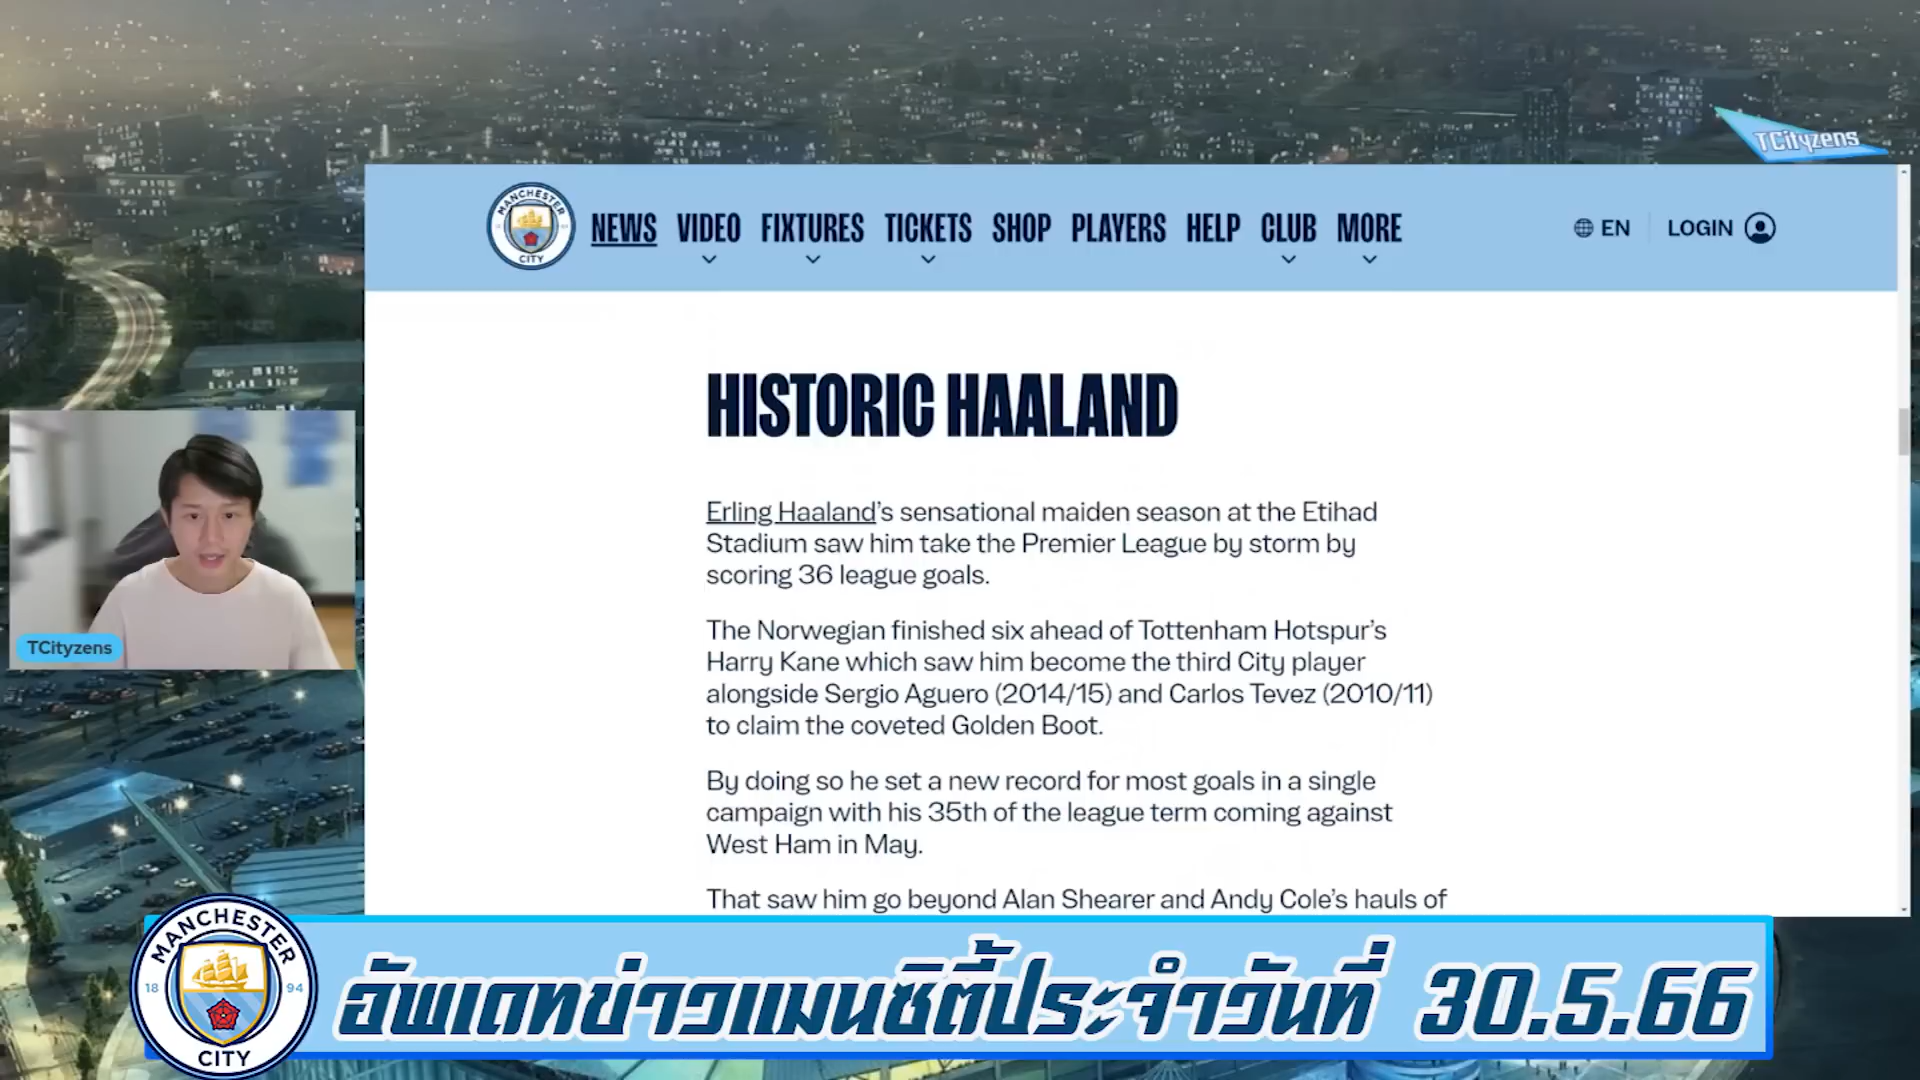 TCityzens
MANCHESTER
CITY
NEWS VIDEO FIXTURES TICKETS SHOP PLAYERS HELP CLUB MORE
EN LOGIN
HISTORIC HAALAND
Erling Haaland's sensational maiden season at the Etihad
Stadium saw him take the Premier League by storm by
scoring 36 league goals.
The Norwegian finished six ahead of Tottenham Hotspur's
Harry Kane which saw him become the third City player
alongside Sergio Aguero (2014/15) and Carlos Tevez (2010/11)
to claim the coveted Golden Boot.
By doing so he set a new record for most goals in a single
campaign with his 35th of the league term coming against
West Ham in May.
That saw him go beyond Alan Shearer and Andy Cole's hauls of
TCityzens
MANCHESTER
18 94
CITY
อัพเดทข่าวแมนซิตี้ประจำวันที่ 30.5.66